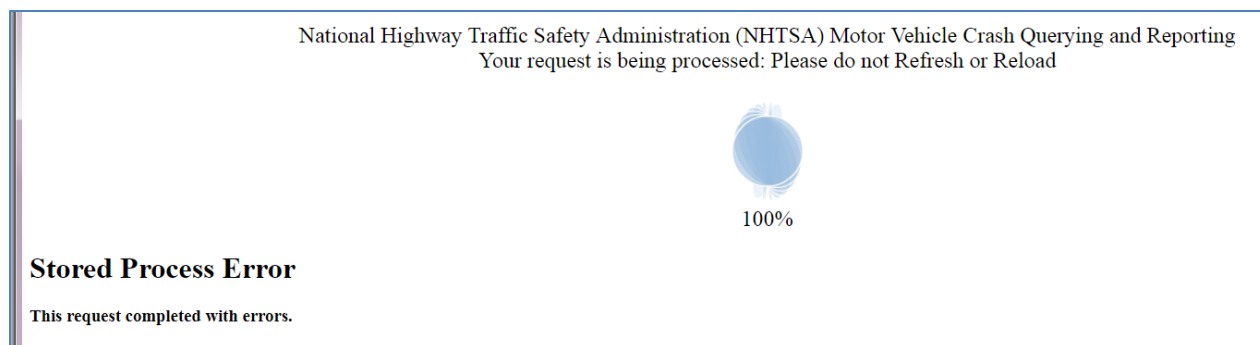 National Highway Traffic Safety Administration (NHTSA) Motor Vehicle Crash Querying and Reporting
Your request is being processed: Please do not Refresh or Reload
100%
Stored Process Error
This request completed with errors.